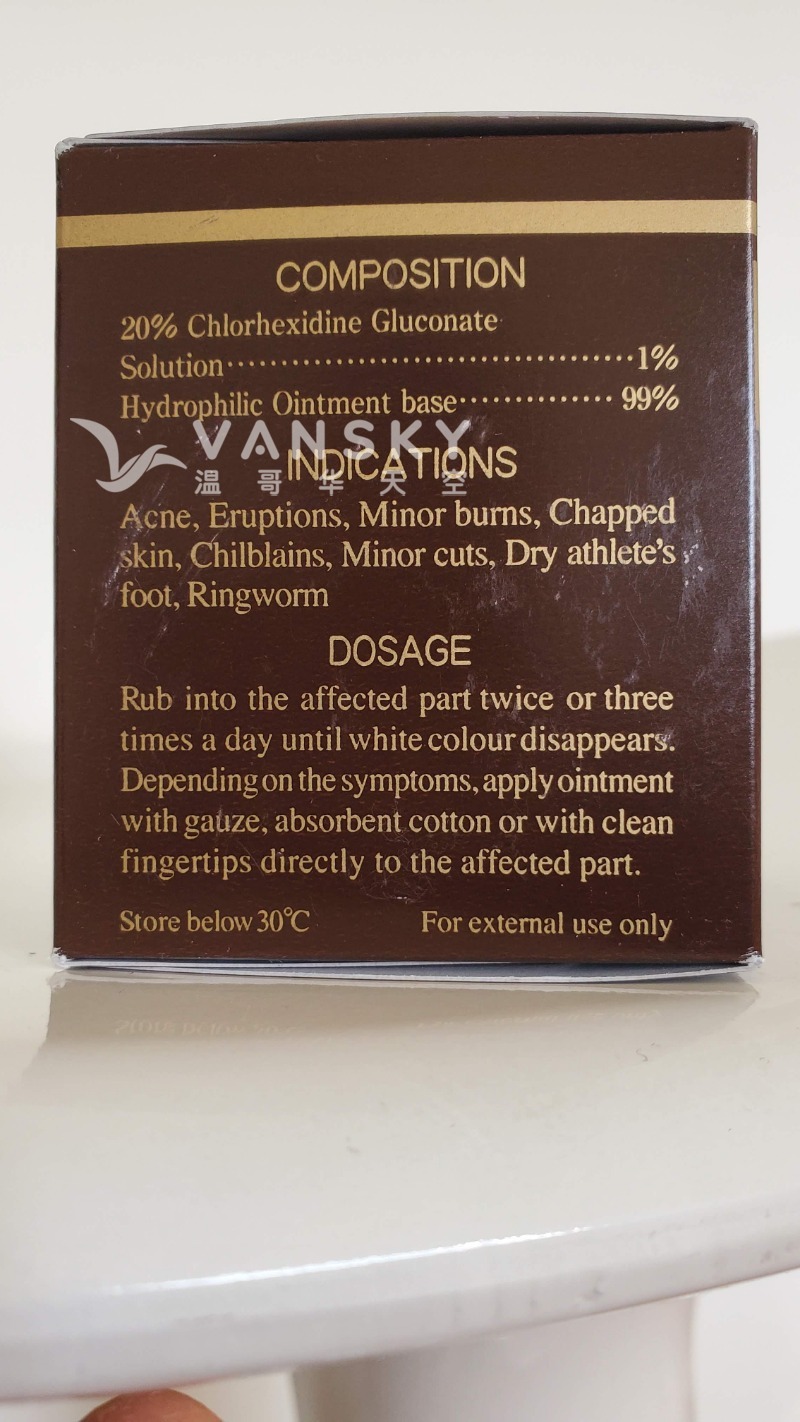 COMPOSITION
20% Chlorhexidine Gluconate
Solution··································1%
Hydrophilic Ointment base·············· 99%
VANSKY
温哥华天空
INDICATIONS
Acne, Eruptions, Minor burns, Chapped
skin, Chilblains, Minor cuts, Dry athlete's
foot, Ringworm
DOSAGE
Rub into the affected part twice or three
times a day until white colour disappears.
Depending on the symptoms, apply ointment
with gauze, absorbent cotton or with clean
fingertips directly to the affected part.
Store below 30℃ For external use only